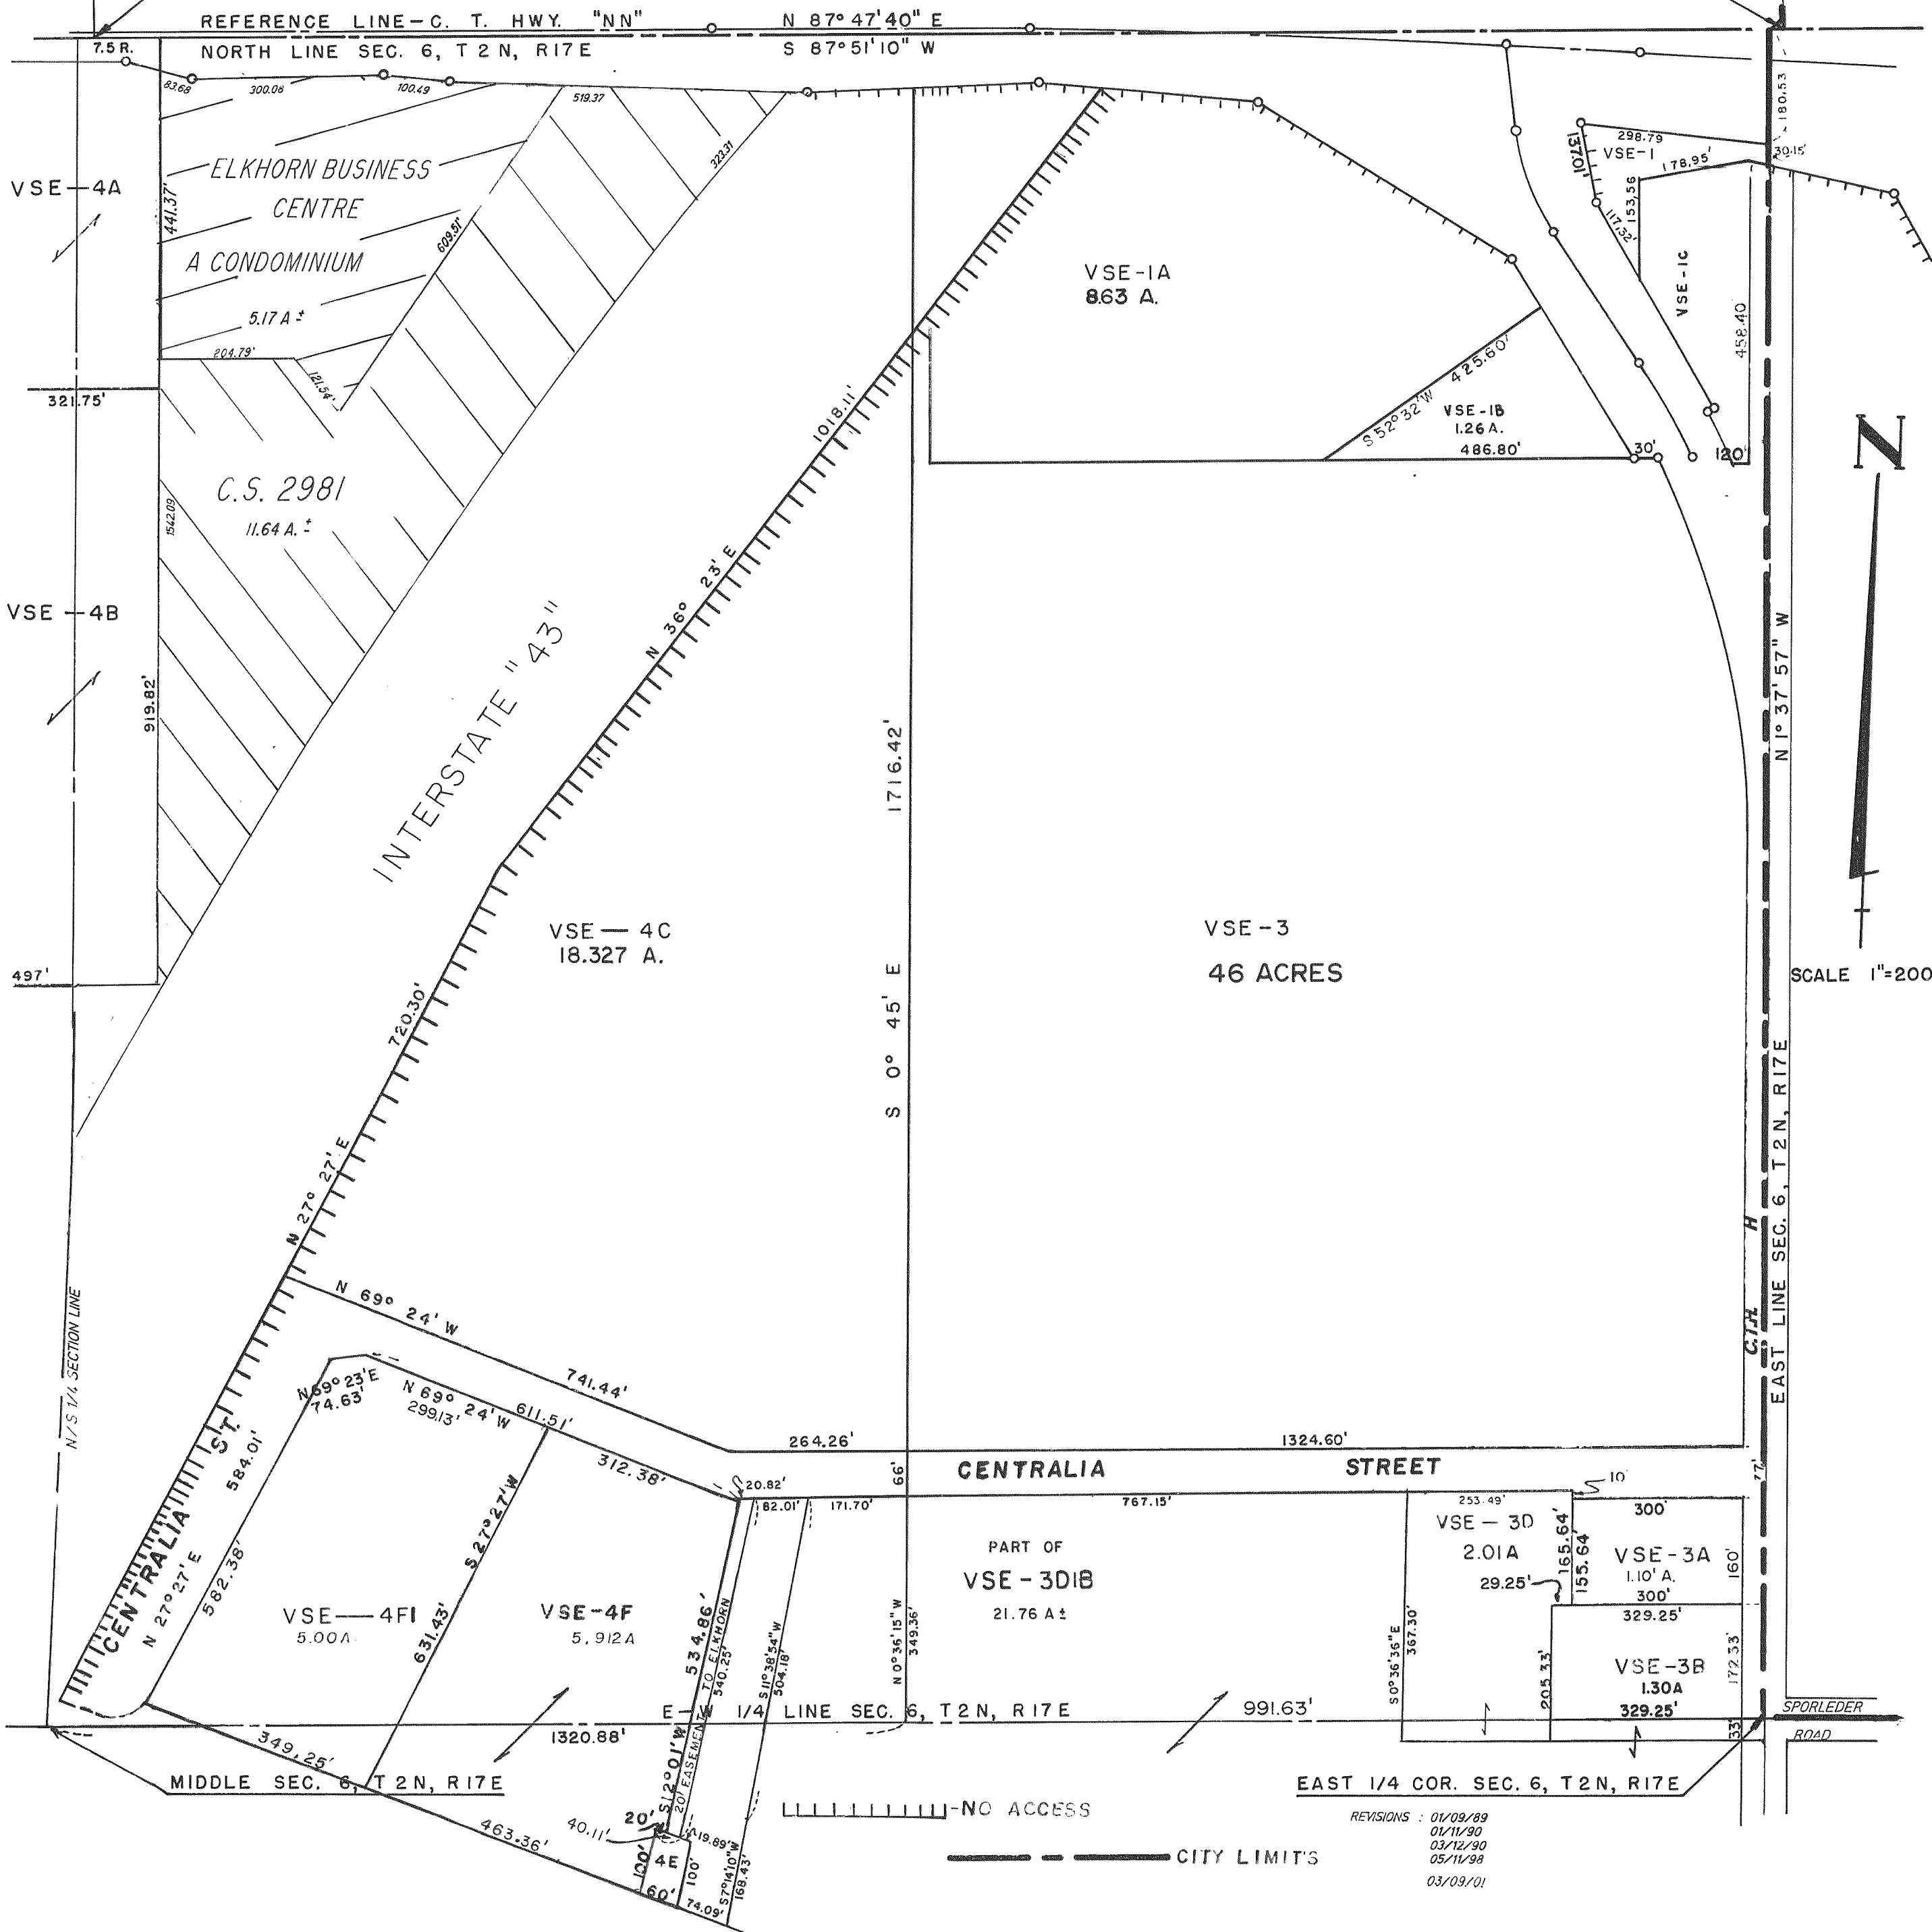 REFERENCE LINE-C. T. HWY. "NN" N 87° 47'40" E
7.5 R. NORTH LINE SEC. 6, T 2 N, R17E S 87° 51'10" W
83.68 300.06 100.49 519.37
180.53
298.79
VSE-1
30.15'
178.95'
137.01'
153.56
117.32'
VSE-1C
458.40
323.31
ELKHORN BUSINESS
CENTRE
A CONDOMINIUM
5.17 A ±
VSE-4A
441.37'
609.51'
204.79'
121.54'
321.75'
VSE-1A
8.63 A.
425.60'
S 52° 32' W
VSE-1B
1.26 A.
486.80'
30'
120'
1018.11'
C.S. 2981
11.64 A. ±
1542.09
VSE-4B
919.82'
497'
N 36° 23' E
INTERSTATE "43"
1716.42'
S 0° 45' E
N
SCALE 1"=200
N 1° 37' 57" W
VSE-4C
18.327 A.
VSE-3
46 ACRES
720.30'
N 27° 27' E
EAST LINE SEC. 6, T 2 N, R17E
C.T.H. H
N/S 1/4 SECTION LINE
N 69° 24' W
741.44'
264.26'
1324.60'
N 69° 23' E
74.63'
N 69° 24' W
299.13'
611.51'
312.38'
CENTRALIA ST.
584.01'
N 27° 27' E
582.38'
S 27° 27' W
631.43'
66'
CENTRALIA STREET
77'
20.82'
82.01' 171.70'
767.15'
253.49'
10'
300'
PART OF
VSE-3D1B
21.76 A ±
VSE-3D
2.01 A
165.64'
155.64'
29.25'
VSE-3A
1.10' A.
300'
160'
329.25'
VSE-3B
1.30A
329.25'
205.33'
172.33'
33'
S 0° 36' 36" E
367.30'
N 0° 36' 15" W
349.36'
VSE-4F1
5.00A
VSE-4F
5.912A
534.86'
S 12° 01' W
540.25'
20' EASEMENT TO ELKHORN
S 11° 38' 54" W
504.18'
E-W 1/4 LINE SEC. 6, T 2 N, R17E
991.63'
1320.88'
349.25'
SPORLEDER
ROAD
MIDDLE SEC. 6, T 2 N, R17E
EAST 1/4 COR. SEC. 6, T 2 N, R17E
463.36'
40.11'
20'
19.89'
100'
4E
100'
60'
74.09'
S 7° 14' 10" W
168.43'
-NO ACCESS
CITY LIMITS
REVISIONS : 01/09/89
01/11/90
03/12/90
05/11/98
03/09/01